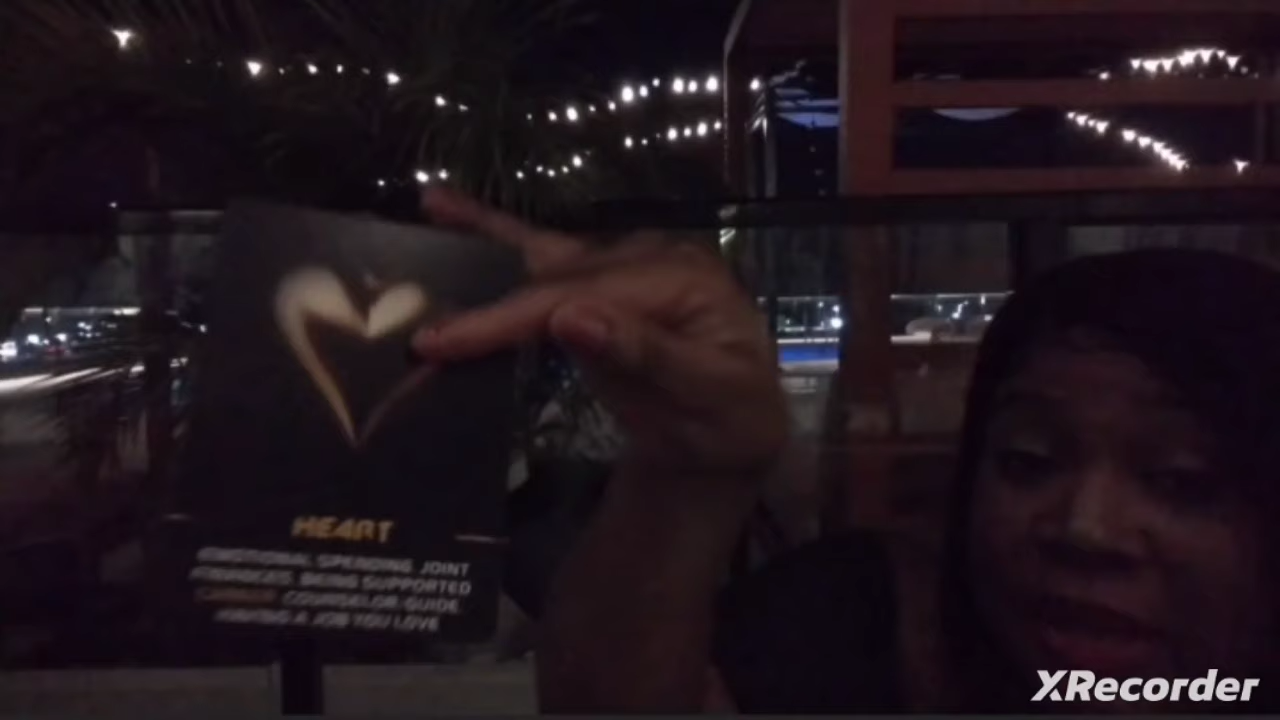 HEART
EMOTIONAL SPENDING JOINT
FINANCES. BEING SUPPORTED
CAREER: COUNSELOR. GUIDE.
HAVING A JOB YOU LOVE
XRecorder